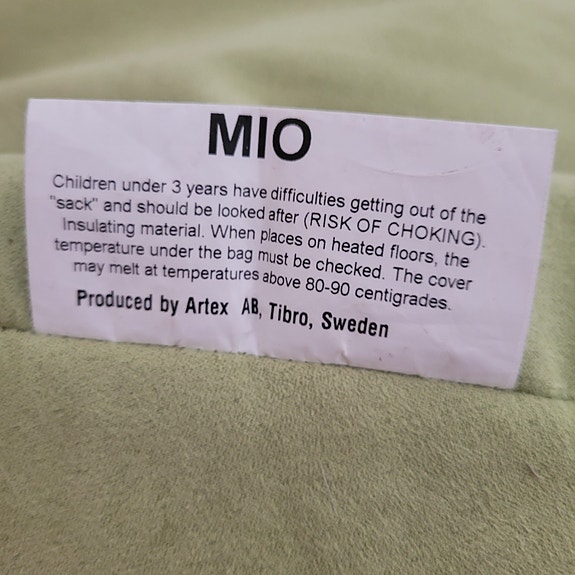 MIO
Children under 3 years have difficulties getting out of the
"sack" and should be looked after (RISK OF CHOKING).
Insulating material. When places on heated floors, the
temperature under the bag must be checked. The cover
may melt at temperatures above 80-90 centigrades.
Produced by Artex AB, Tibro, Sweden